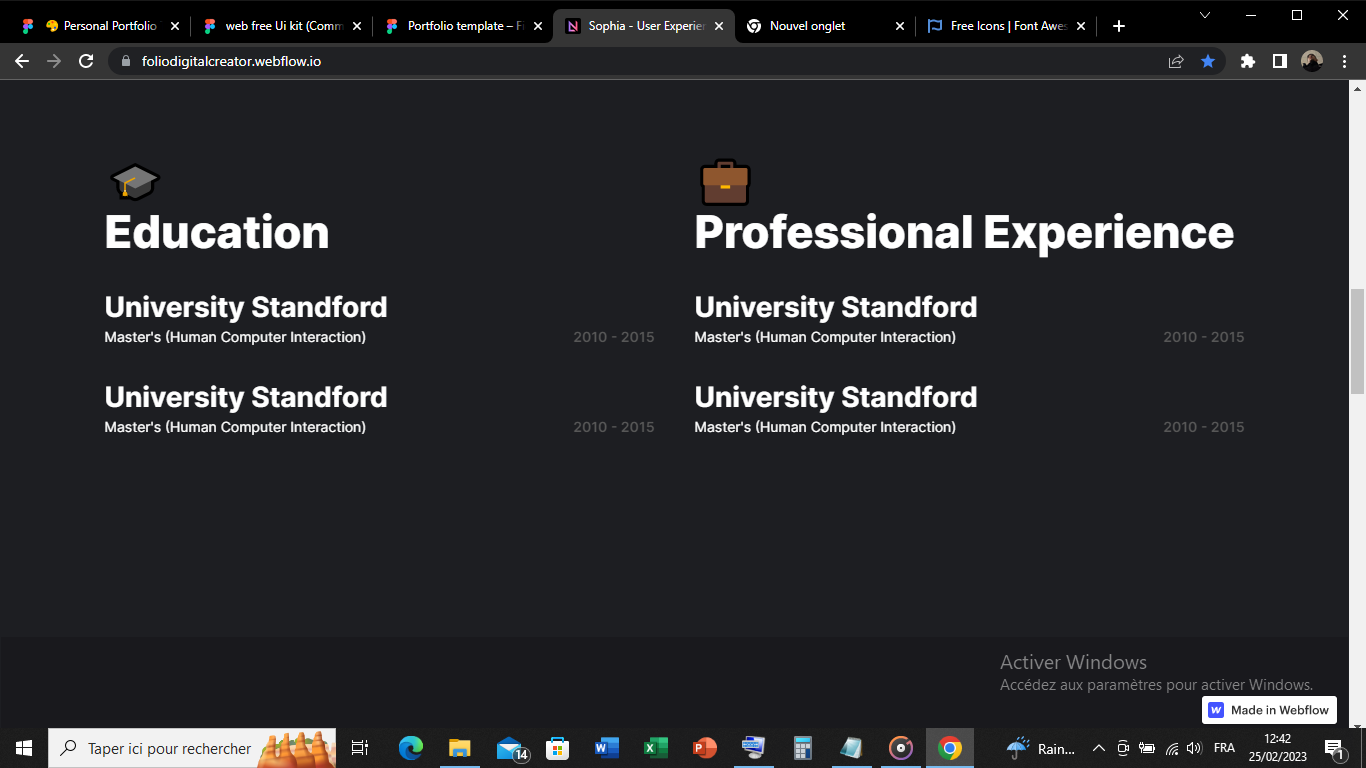 Personal Portfolio
web free Ui kit (Comm
Portfolio template – Fi
Sophia - User Experien
Nouvel onglet
Free Icons | Font Awes
foliodigitalcreator.webflow.io
Education
University Standford
Master's (Human Computer Interaction)
2010 - 2015
University Standford
Master's (Human Computer Interaction)
2010 - 2015
Professional Experience
University Standford
Master's (Human Computer Interaction)
2010 - 2015
University Standford
Master's (Human Computer Interaction)
2010 - 2015
Activer Windows
Accédez aux paramètres pour activer Windows.
Made in Webflow
Taper ici pour rechercher
14
Rain...
FRA
12:42
25/02/2023
1